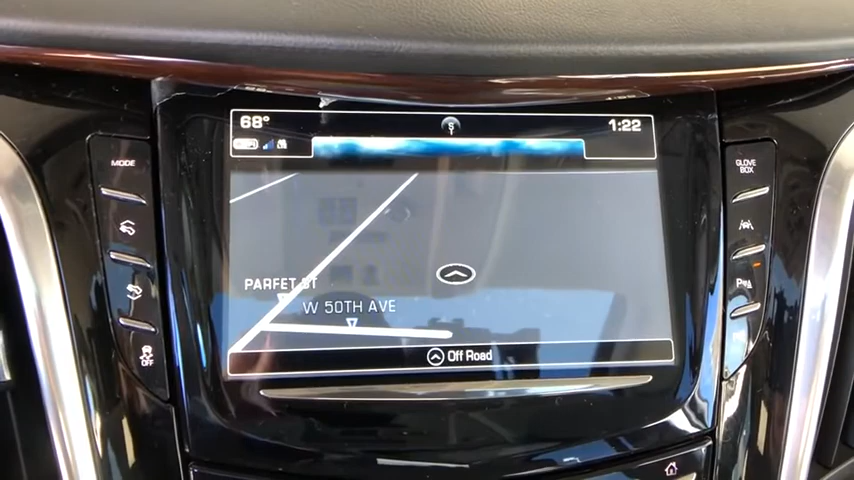 68°
S
1:22
MODE
GLOVE
BOX
PARFET ST
W 50TH AVE
Off Road
OFF